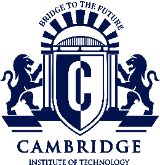 BRIDGE TO THE FUTURE
C
CAMBRIDGE
INSTITUTE OF TECHNOLOGY